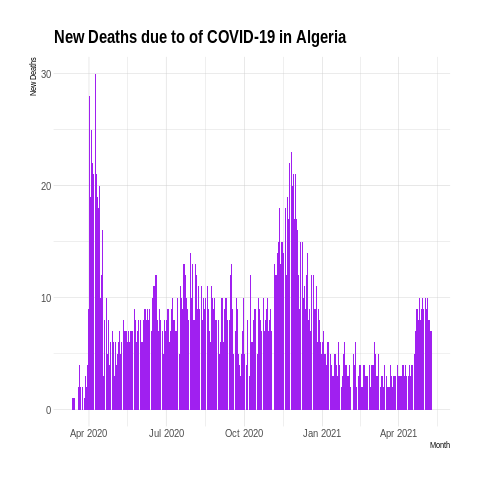 New Deaths due to of COVID-19 in Algeria
New Deaths
30
20
10
0
Apr 2020 Jul 2020 Oct 2020 Jan 2021 Apr 2021
Month